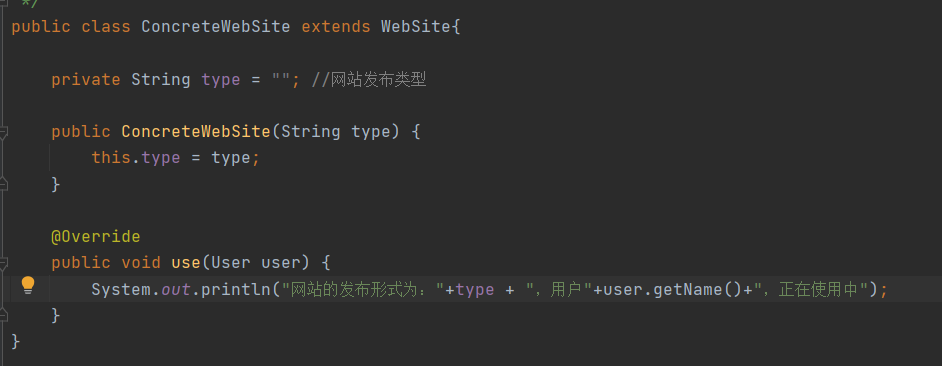 */
public class ConcreteWebSite extends WebSite{
private String type = ""; //网站发布类型
public ConcreteWebSite(String type) {
this.type = type;
}
@Override
public void use(User user) {
System.out.println("网站的发布形式为："+type + ", 用户"+user.getName()+", 正在使用中");
}
}